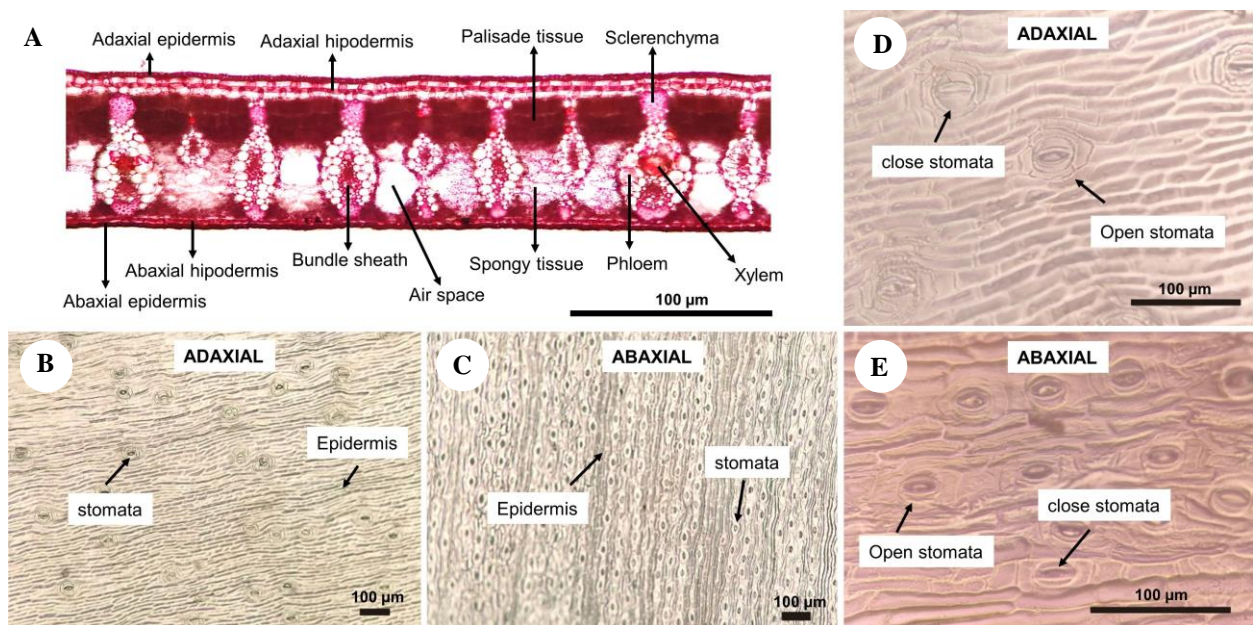 A
Adaxial epidermis
Adaxial hipodermis
Palisade tissue
Sclerenchyma
Abaxial epidermis
Abaxial hipodermis
Bundle sheath
Air space
Spongy tissue
Phloem
Xylem
100 µm
B
ADAXIAL
Epidermis
stomata
100 µm
C
ABAXIAL
stomata
Epidermis
100 µm
D
ADAXIAL
close stomata
Open stomata
100 µm
E
ABAXIAL
close stomata
Open stomata
100 µm